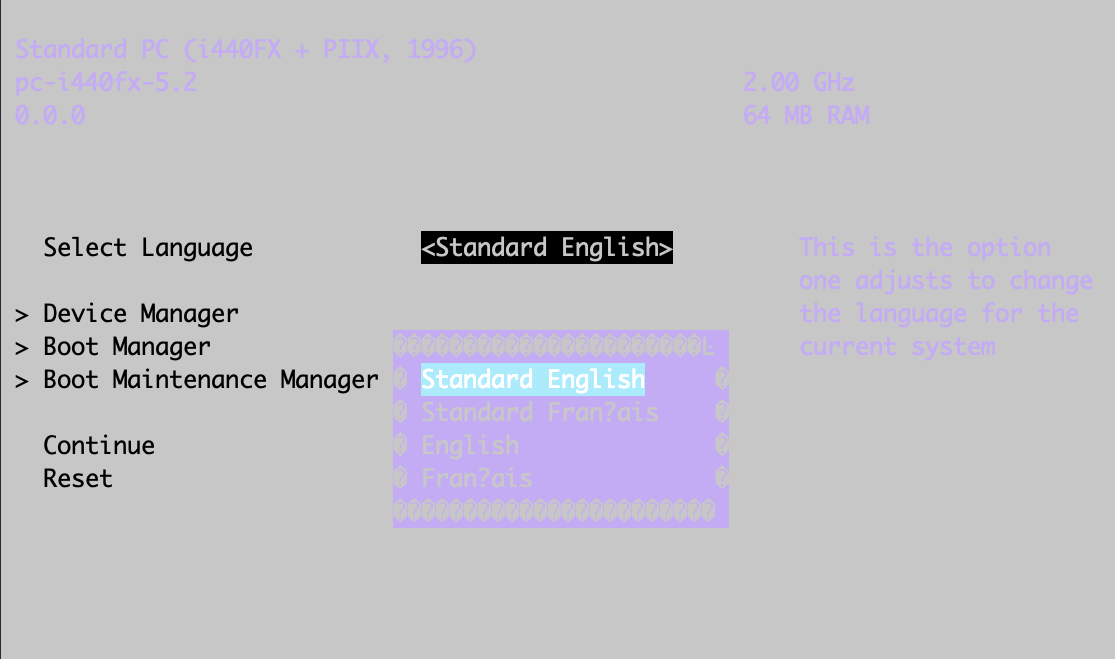 Standard PC (i440FX + PIIX, 1996)
pc-i440fx-5.2 2.00 GHz
0.0.0 64 MB RAM
Select Language <Standard English> This is the option
one adjusts to change
> Device Manager the language for the
> Boot Manager �����������������������Ŀ current system
> Boot Maintenance Manager � Standard English �
� Standard Fran?ais �
Continue � English �
Reset � Fran?ais �
�����������������������